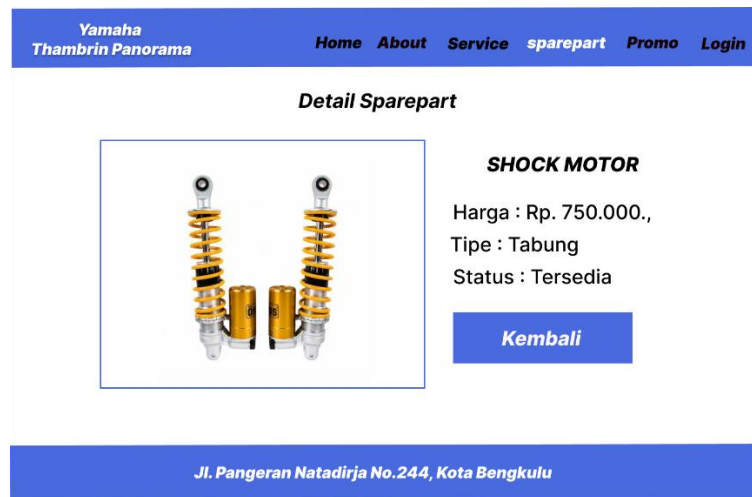 Yamaha
Thambrin Panorama
Home About Service sparepart Promo Login
Detail Sparepart
SHOCK MOTOR
Harga : Rp. 750.000.,
Tipe : Tabung
Status : Tersedia
Kembali
Jl. Pangeran Natadirja No.244, Kota Bengkulu